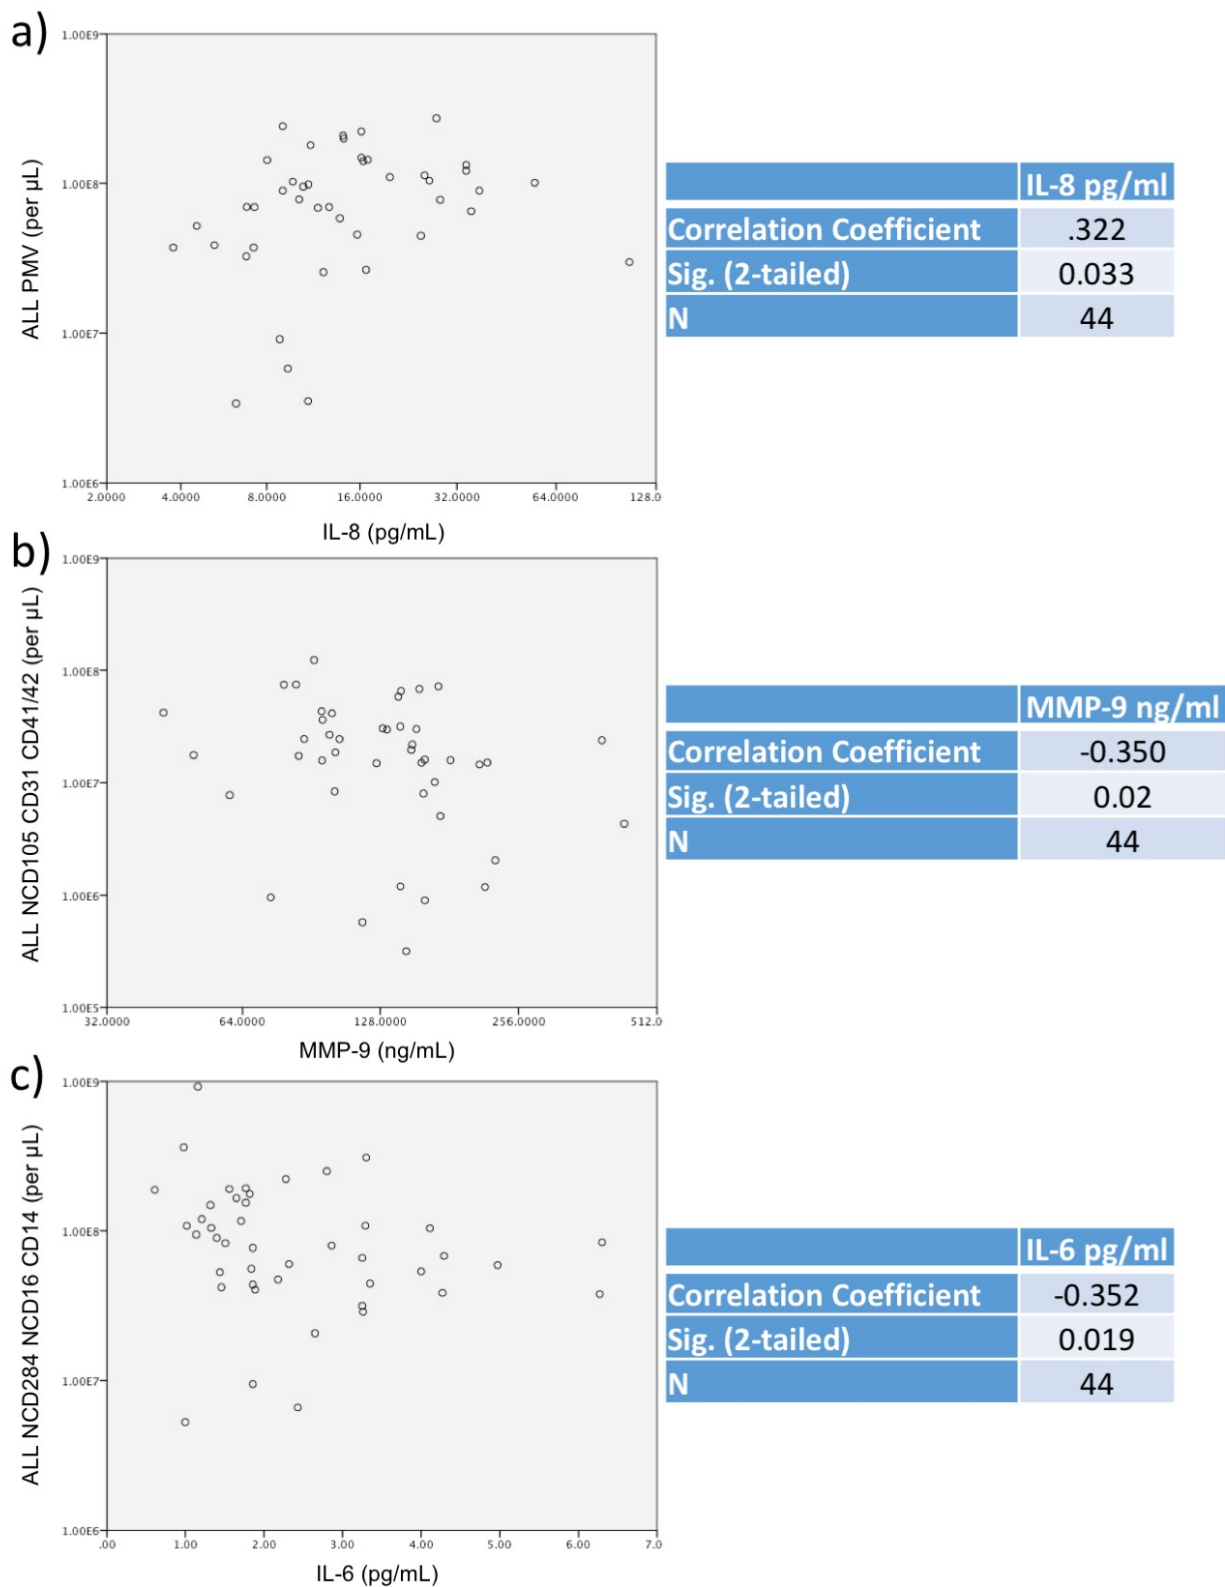 a)
1.00E9
1.00E8
1.00E7
1.00E6
ALL PMV (per µL)
2.0000 4.0000 8.0000 16.0000 32.0000 64.0000 128.0
IL-8 (pg/mL)
IL-8 pg/ml
Correlation Coefficient .322
Sig. (2-tailed) 0.033
N 44
b)
1.00E9
1.00E8
1.00E7
1.00E6
1.00E5
ALL NCD105 CD31 CD41/42 (per µL)
32.0000 64.0000 128.0000 256.0000 512.0
MMP-9 (ng/mL)
MMP-9 ng/ml
Correlation Coefficient -0.350
Sig. (2-tailed) 0.02
N 44
c)
1.00E9
1.00E8
1.00E7
1.00E6
ALL NCD284 NCD16 CD14 (per µL)
.00 1.00 2.00 3.00 4.00 5.00 6.00 7.0
IL-6 (pg/mL)
IL-6 pg/ml
Correlation Coefficient -0.352
Sig. (2-tailed) 0.019
N 44